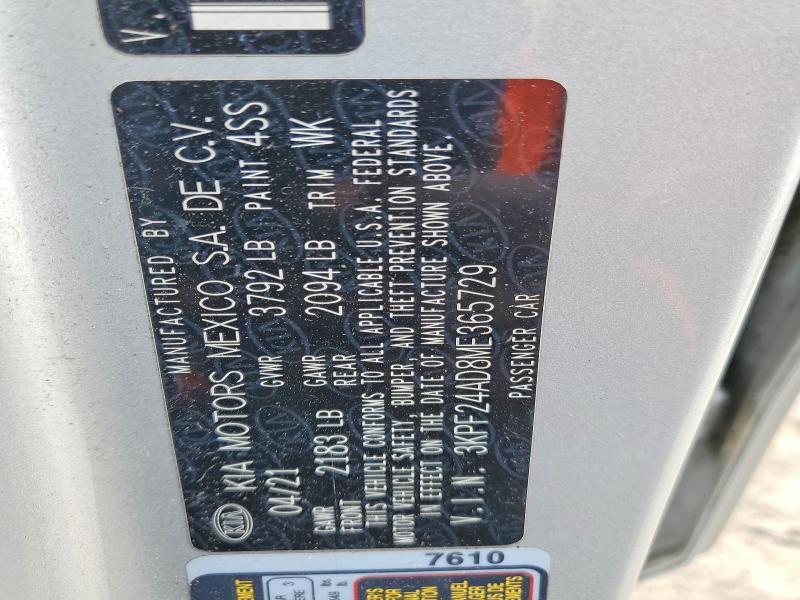 V.
MANUFACTURED BY
KIA KIA MOTORS MEXICO S.A. DE C.V.
04/21 GVWR 3792 LB PAINT 4SS
GAWR FRONT 2183 LB GAWR REAR 2094 LB TRIM WK
THIS VEHICLE CONFORMS TO ALL APPLICABLE U.S.A. FEDERAL
MOTOR VEHICLE SAFETY, BUMPER, AND THEFT PREVENTION STANDARDS
IN EFFECT ON THE DATE OF MANUFACTURE SHOWN ABOVE.
V.I.N. 3KPF24AD8ME365729
PASSENGER CAR
7610